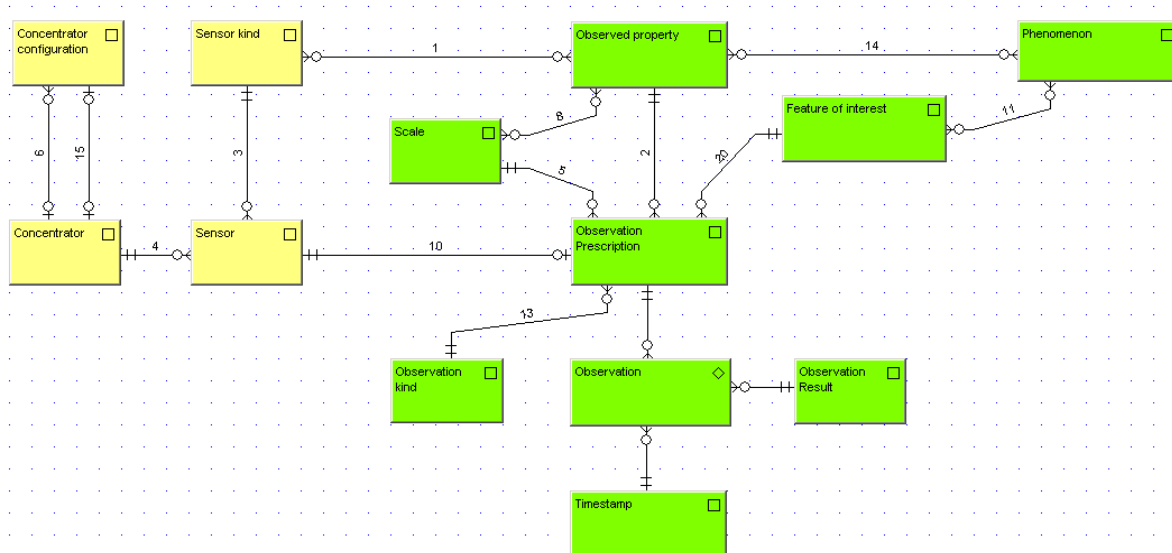 Concentrator
configuration
Sensor kind
Observed property
Phenomenon
1
14
Feature of interest
11
Scale
8
6
15
3
2
20
5
Concentrator
Sensor
Observation
Prescription
4
10
13
Observation
kind
Observation
Observation
Result
Timestamp